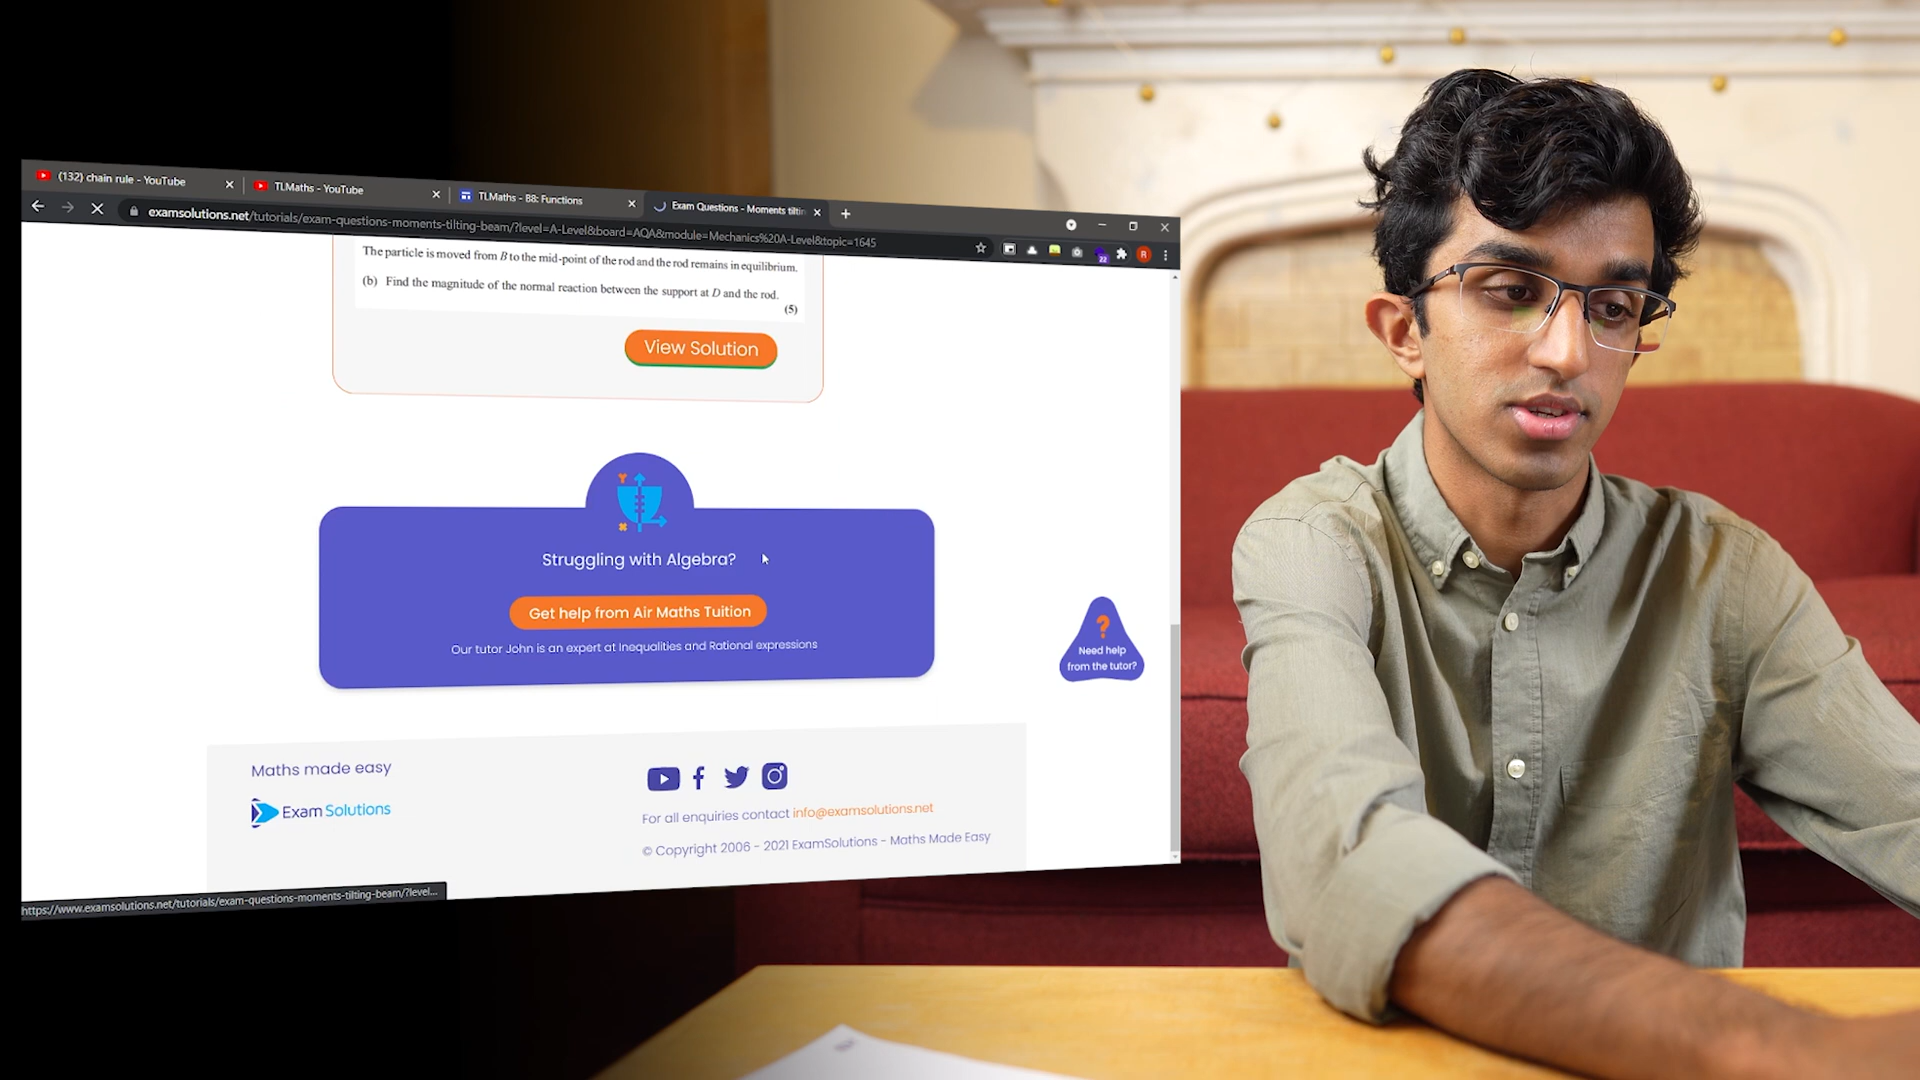 (132) chain rule - YouTube
TLMaths - YouTube
TLMaths - B8: Functions
Exam Questions - Moments tiltin
examsolutions.net/tutorials/exam-questions-moments-tilting-beam/?level=A-Level&board=AQA&module=Mechanics%20A-Level&topic=1645
22
R
The particle is moved from B to the mid-point of the rod and the rod remains in equilibrium.
(b) Find the magnitude of the normal reaction between the support at D and the rod.
(5)
View Solution
Y
X
Struggling with Algebra?
Get help from Air Maths Tuition
Our tutor John is an expert at Inequalities and Rational expressions
?
Need help
from the tutor?
Maths made easy
Exam Solutions
For all enquiries contact info@examsolutions.net
© Copyright 2006 - 2021 ExamSolutions - Maths Made Easy
https://www.examsolutions.net/tutorials/exam-questions-moments-tilting-beam/?level...